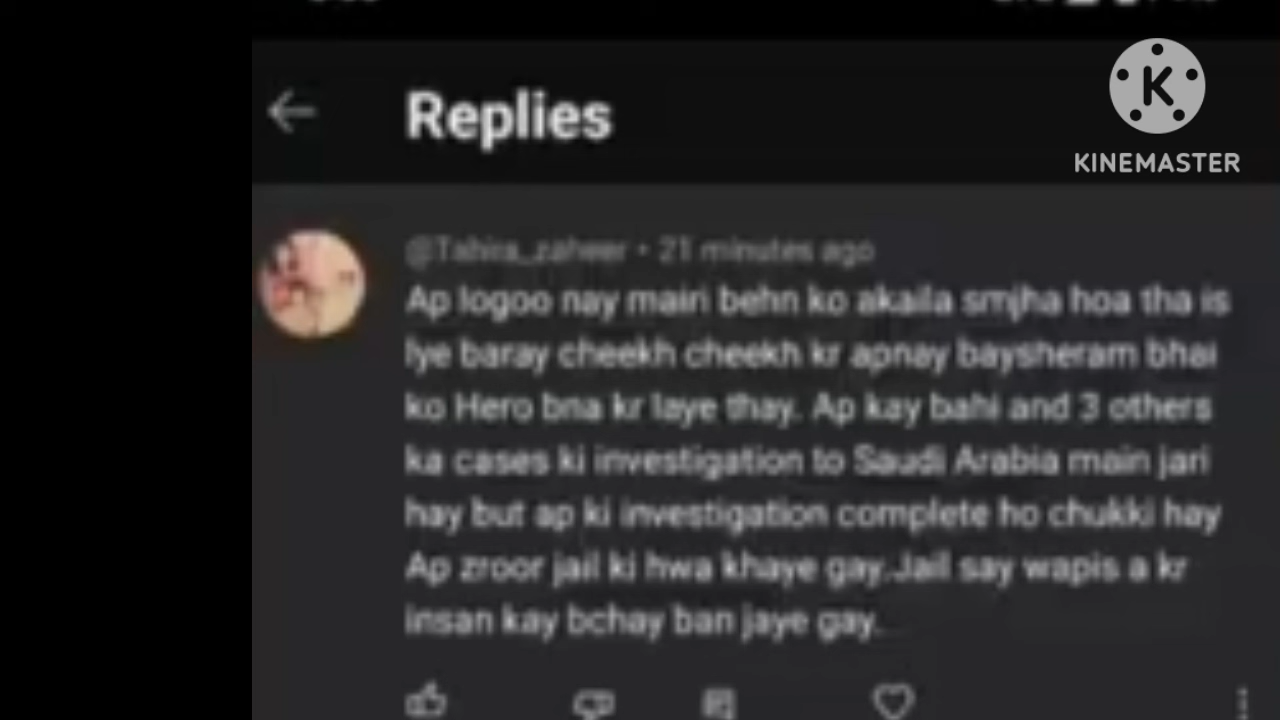 Replies
KINEMASTER
@Tahira_zaheer • 21 minutes ago
Ap logoo nay mairi behn ko akaila smjha hoa tha is
lye baray cheekh cheekh kr apnay baysheram bhai
ko Hero bna kr laye thay. Ap kay bahi and 3 others
ka cases ki investigation to Saudi Arabia main jari
hay but ap ki investigation complete ho chukki hay
Ap zroor jail ki hwa khaye gay.Jail say wapis a kr
insan kay bchay ban jaye gay.